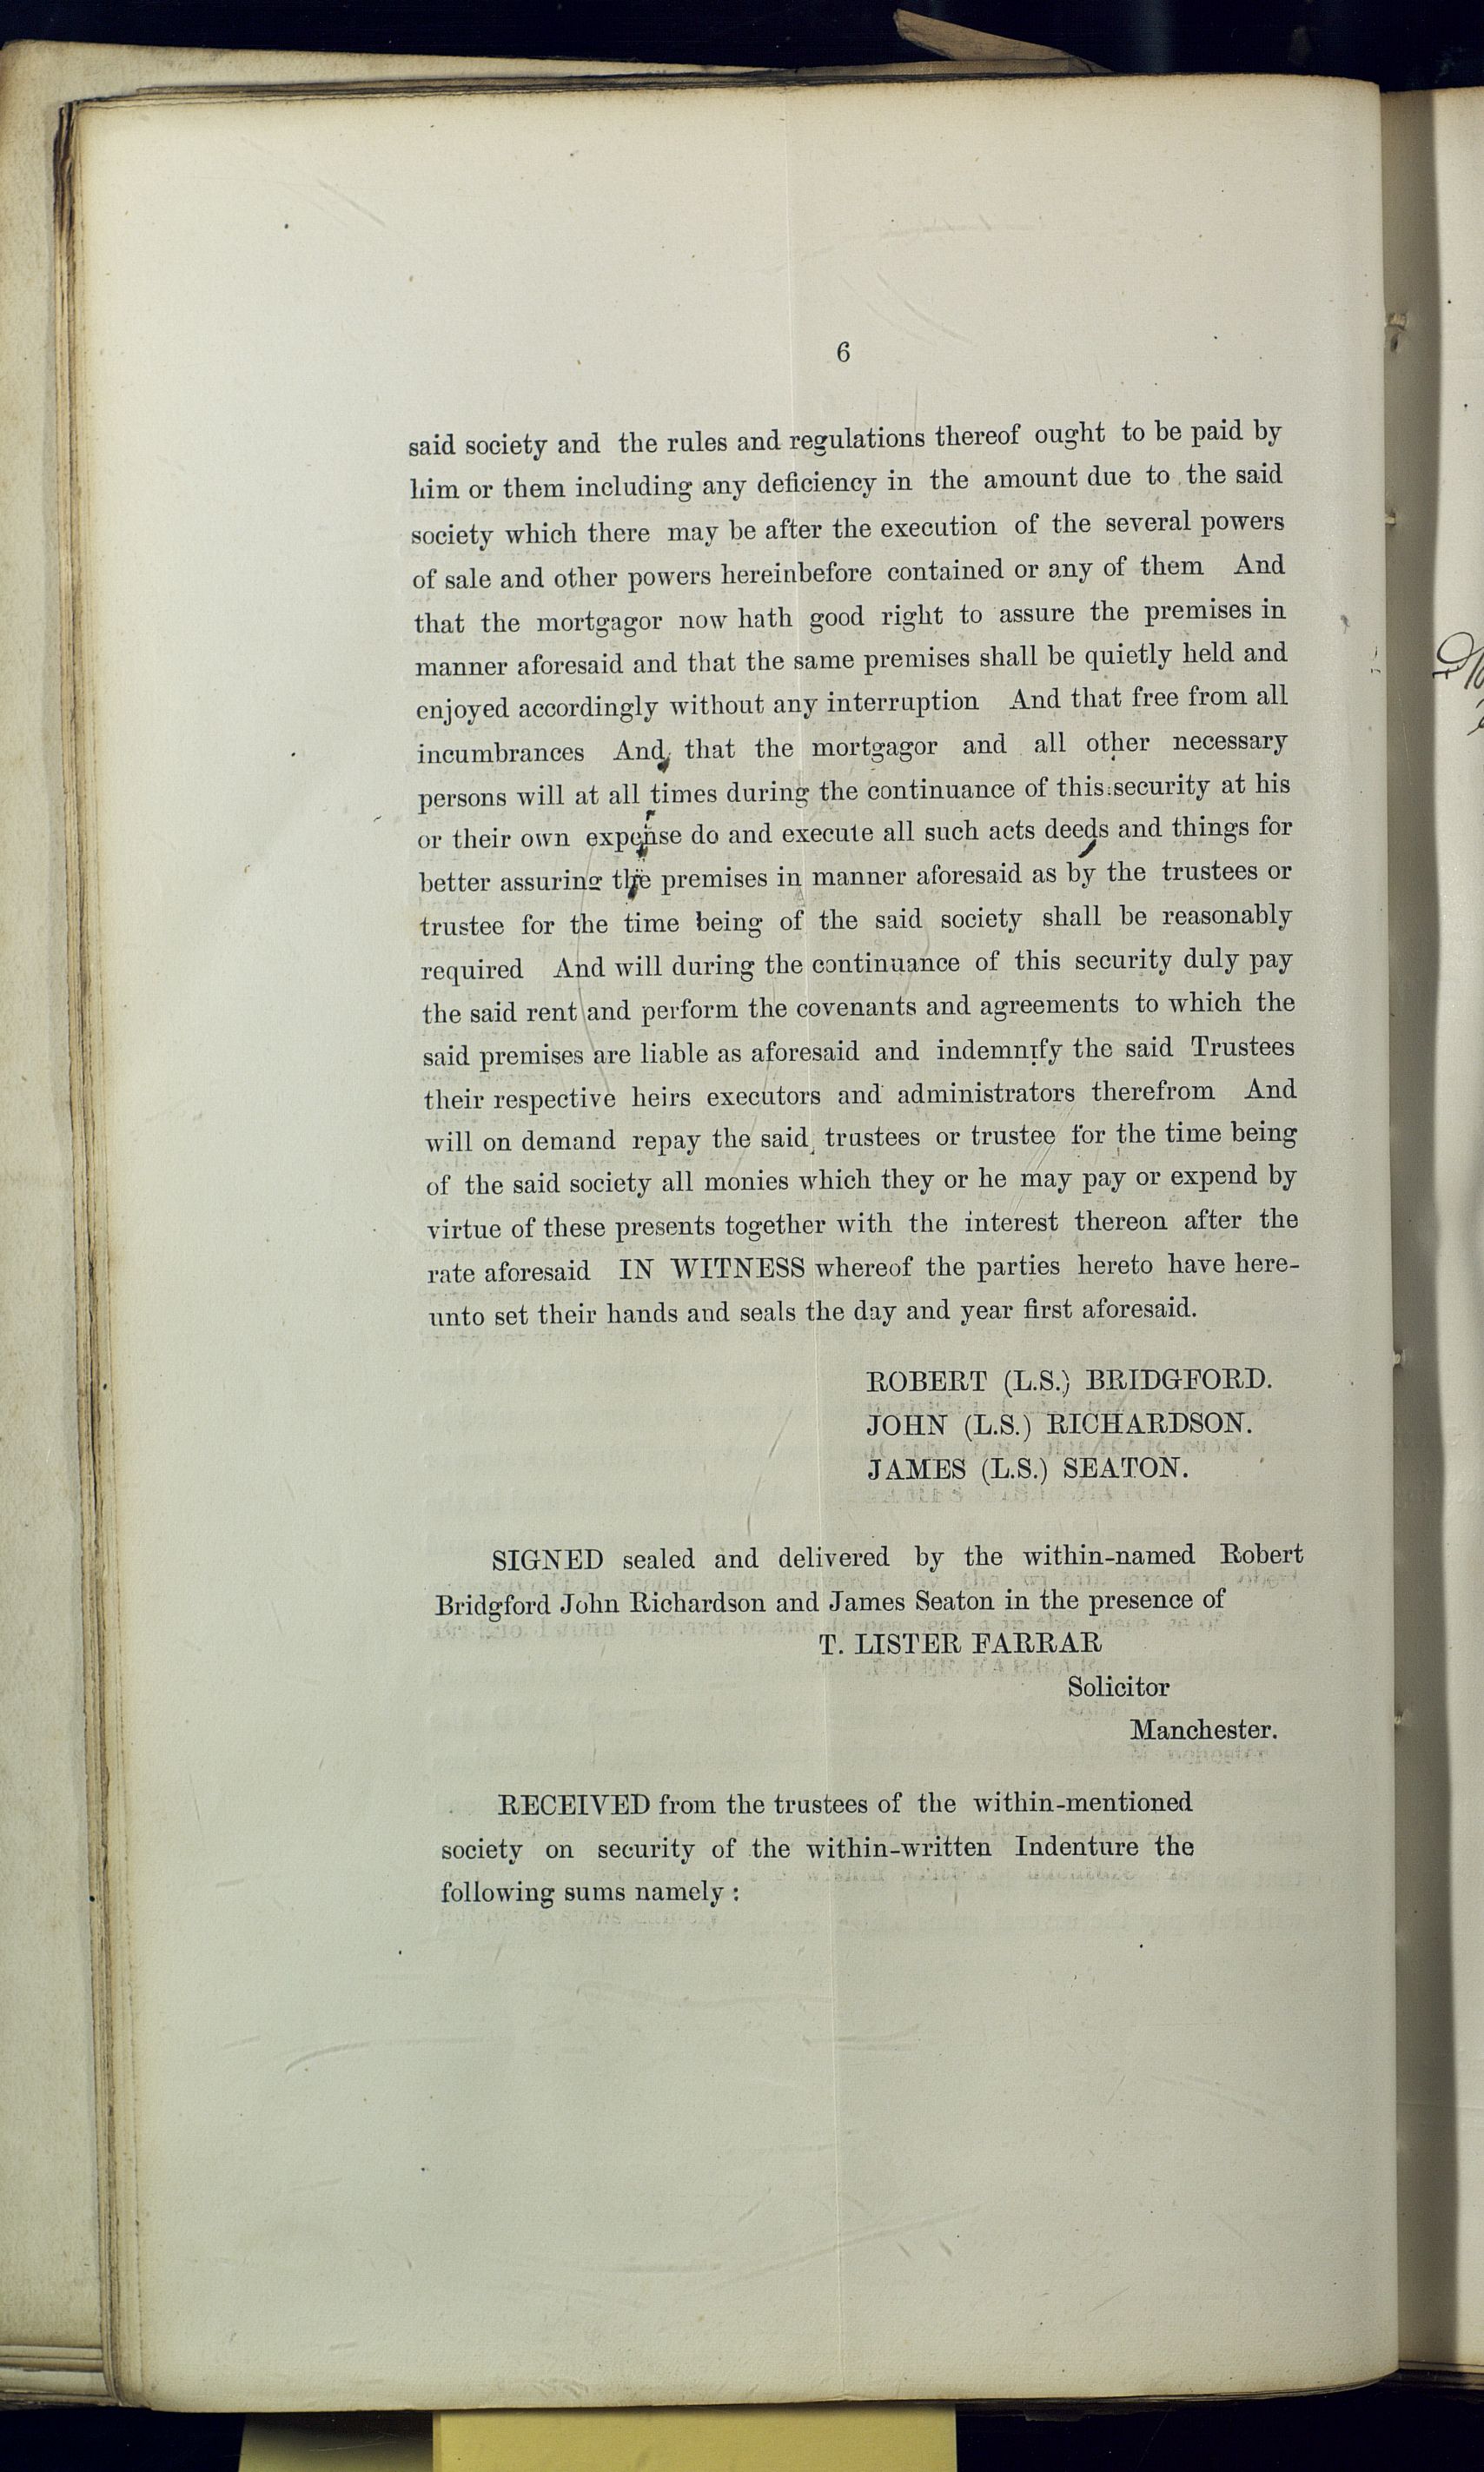 6
said society and the rules and regulations thereof ought to be paid by
him or them including any deficiency in the amount due to the said
society which there may be after the execution of the several powers
of sale and other powers hereinbefore contained or any of them And
that the mortgagor now hath good right to assure the premises in
manner aforesaid and that the same premises shall be quietly held and
enjoyed accordingly without any interruption And that free from all
incumbrances And that the mortgagor and all other necessary
persons will at all times during the continuance of this security at his
or their own expense do and execute all such acts deeds and things for
better assuring the premises in manner aforesaid as by the trustees or
trustee for the time being of the said society shall be reasonably
required And will during the continuance of this security duly pay
the said rent and perform the covenants and agreements to which the
said premises are liable as aforesaid and indemnify the said Trustees
their respective heirs executors and administrators therefrom And
will on demand repay the said trustees or trustee for the time being
of the said society all monies which they or he may pay or expend by
virtue of these presents together with the interest thereon after the
rate aforesaid IN WITNESS whereof the parties hereto have here-
unto set their hands and seals the day and year first aforesaid.
ROBERT (L.S.) BRIDGFORD.
JOHN (L.S.) RICHARDSON.
JAMES (L.S.) SEATON.
SIGNED sealed and delivered by the within-named Robert
Bridgford John Richardson and James Seaton in the presence of
T. LISTER FARRAR
Solicitor
Manchester.
RECEIVED from the trustees of the within-mentioned
society on security of the within-written Indenture the
following sums namely :